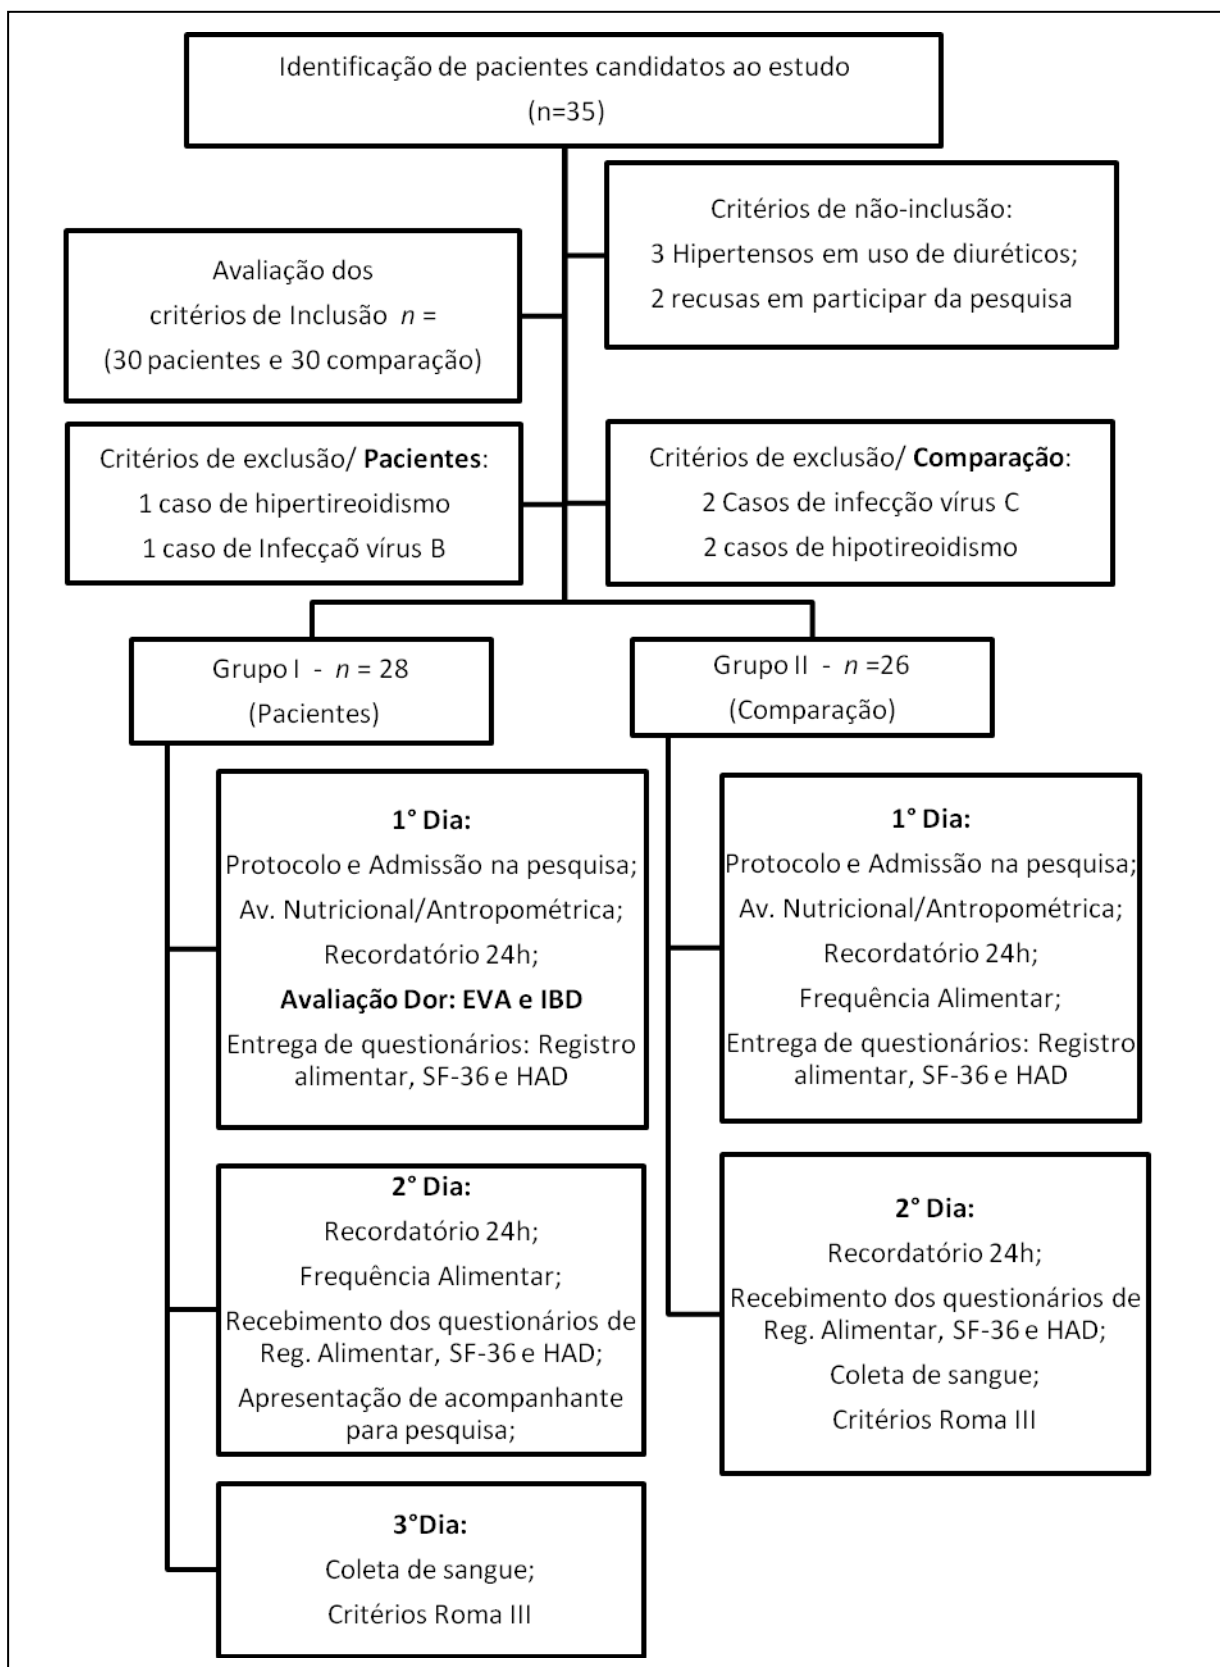 Identificação de pacientes candidatos ao estudo
(n=35)
Critérios de não-inclusão:
3 Hipertensos em uso de diuréticos;
2 recusas em participar da pesquisa
Avaliação dos
critérios de Inclusão n =
(30 pacientes e 30 comparação)
Critérios de exclusão/ Pacientes:
1 caso de hipertireoidismo
1 caso de Infecçaõ vírus B
Critérios de exclusão/ Comparação:
2 Casos de infecção vírus C
2 casos de hipotireoidismo
Grupo I - n = 28
(Pacientes)
Grupo II - n =26
(Comparação)
1° Dia:
Protocolo e Admissão na pesquisa;
Av. Nutricional/Antropométrica;
Recordatório 24h;
Avaliação Dor: EVA e IBD
Entrega de questionários: Registro
alimentar, SF-36 e HAD
1° Dia:
Protocolo e Admissão na pesquisa;
Av. Nutricional/Antropométrica;
Recordatório 24h;
Frequência Alimentar;
Entrega de questionários: Registro
alimentar, SF-36 e HAD
2° Dia:
Recordatório 24h;
Frequência Alimentar;
Recebimento dos questionários de
Reg. Alimentar, SF-36 e HAD;
Apresentação de acompanhante
para pesquisa;
2° Dia:
Recordatório 24h;
Recebimento dos questionários de
Reg. Alimentar, SF-36 e HAD;
Coleta de sangue;
Critérios Roma III
3°Dia:
Coleta de sangue;
Critérios Roma III